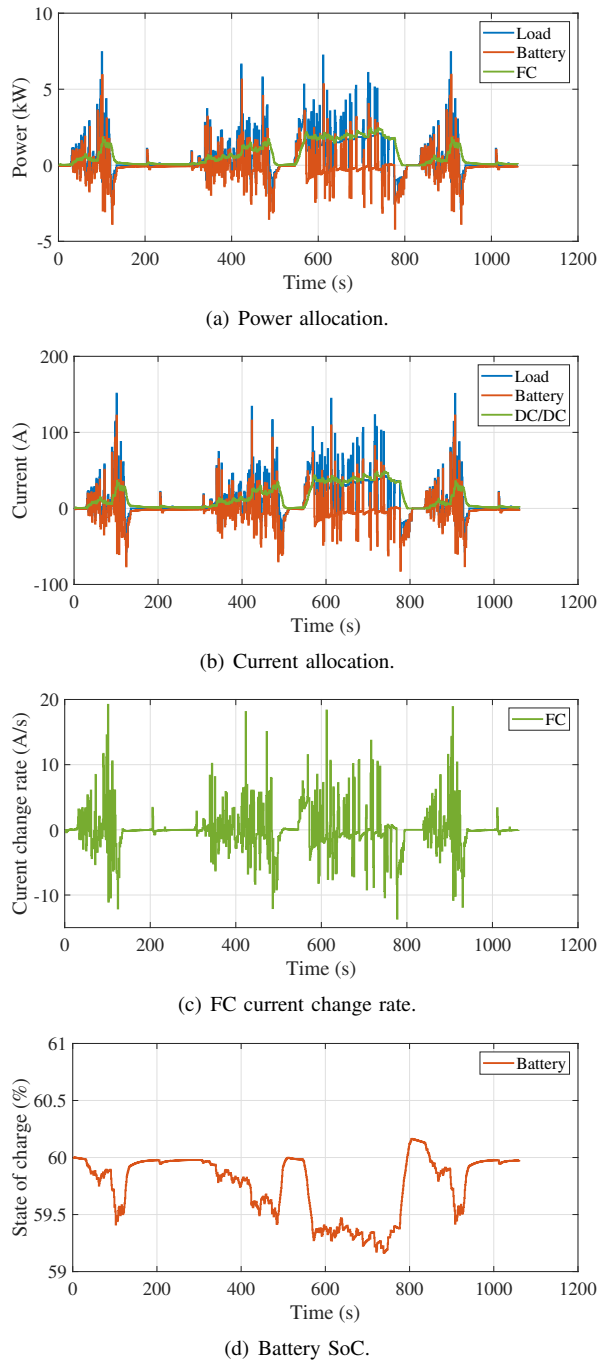 10
5
0
-5
Power (kW)
Load
Battery
FC
0 200 400 600 800 1000 1200
Time (s)
(a) Power allocation.
200
100
0
-100
Current (A)
Load
Battery
DC/DC
0 200 400 600 800 1000 1200
Time (s)
(b) Current allocation.
20
10
0
-10
Curent change rate (A/s)
FC
0 200 400 600 800 1000 1200
Time (s)
(c) FC current change rate.
61
60.5
60
59.5
59
State of charge (%)
Battery
0 200 400 600 800 1000 1200
Time (s)
(d) Battery SoC.